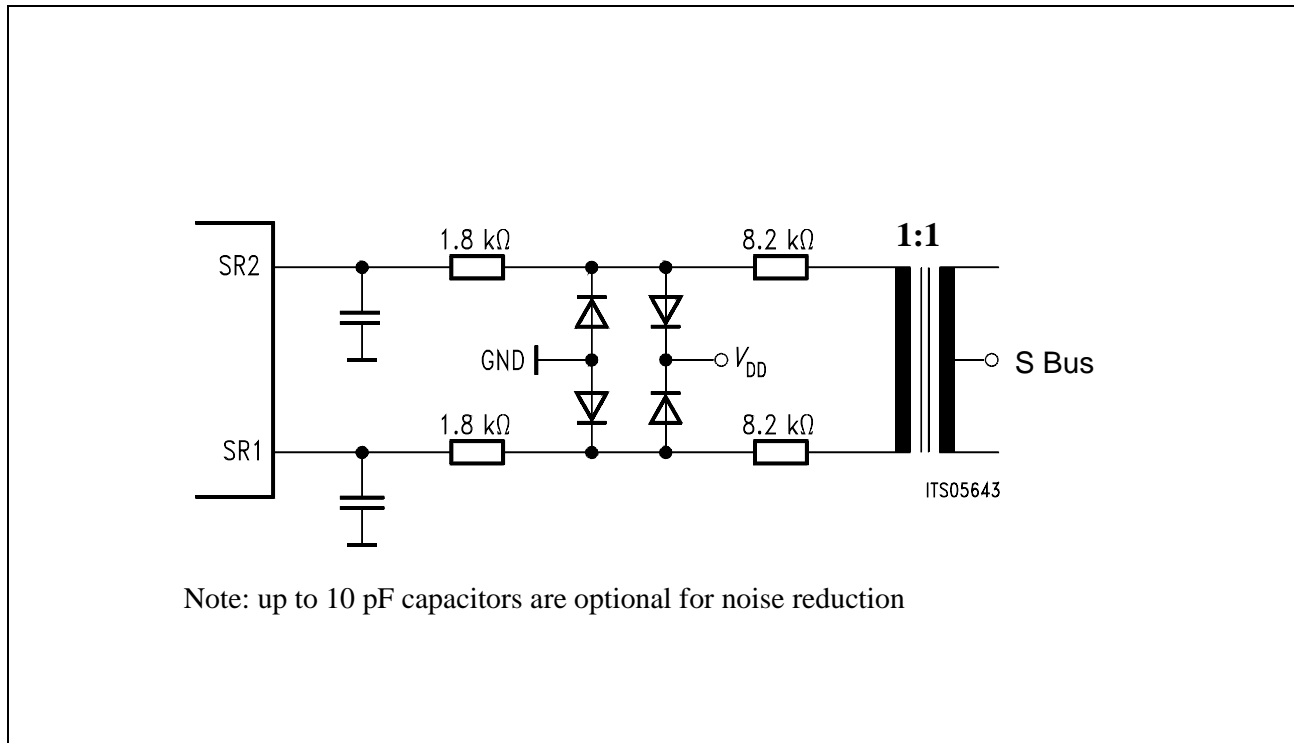 1:1
1.8 kΩ
8.2 kΩ
SR2
GND
VDD
S Bus
1.8 kΩ
8.2 kΩ
SR1
ITS05643
Note: up to 10 pF capacitors are optional for noise reduction